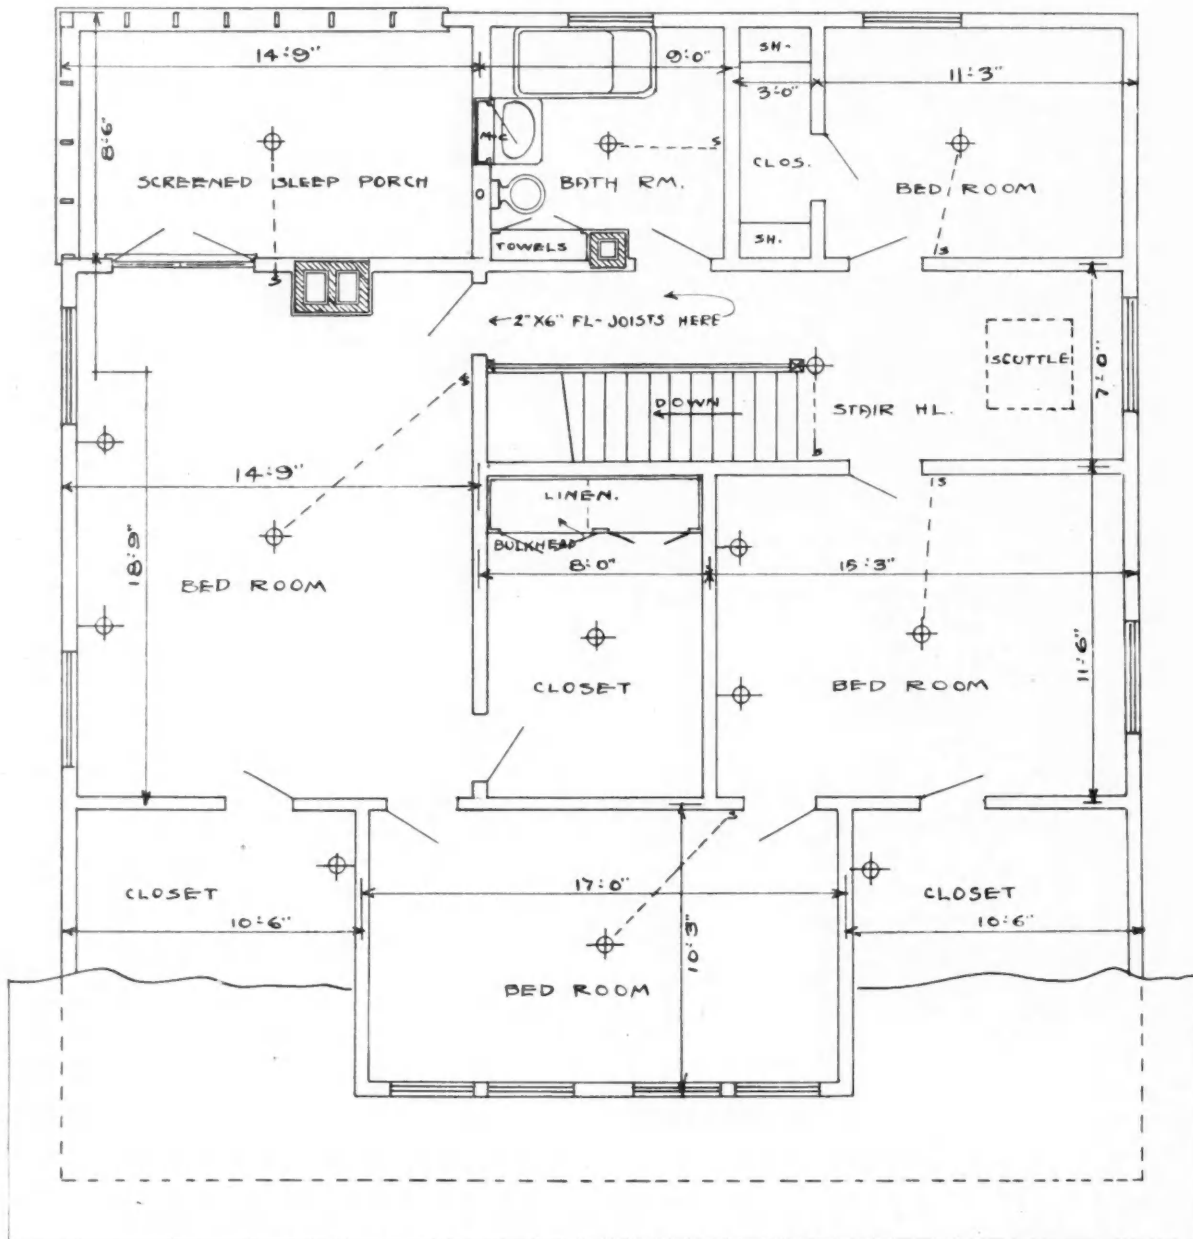 SH.
14'-9"
9'-0"
11'-3"
3'-0"
8'-6"
M-C
CLOS.
SCREENED SLEEP PORCH
BATH RM.
BED ROOM
TOWELS
SH.
S
S
S
2"X6" FL-JOISTS HERE
SCUTTLE
7'-0"
S
DOWN
STAIR HL.
S
14'-9"
LINEN.
S
BULKHEAD
8'-0"
15'-3"
18'-9"
BED ROOM
11'-6"
CLOSET
BED ROOM
S
CLOSET
17'-0"
CLOSET
10'-6"
10'-3"
10'-6"
BED ROOM